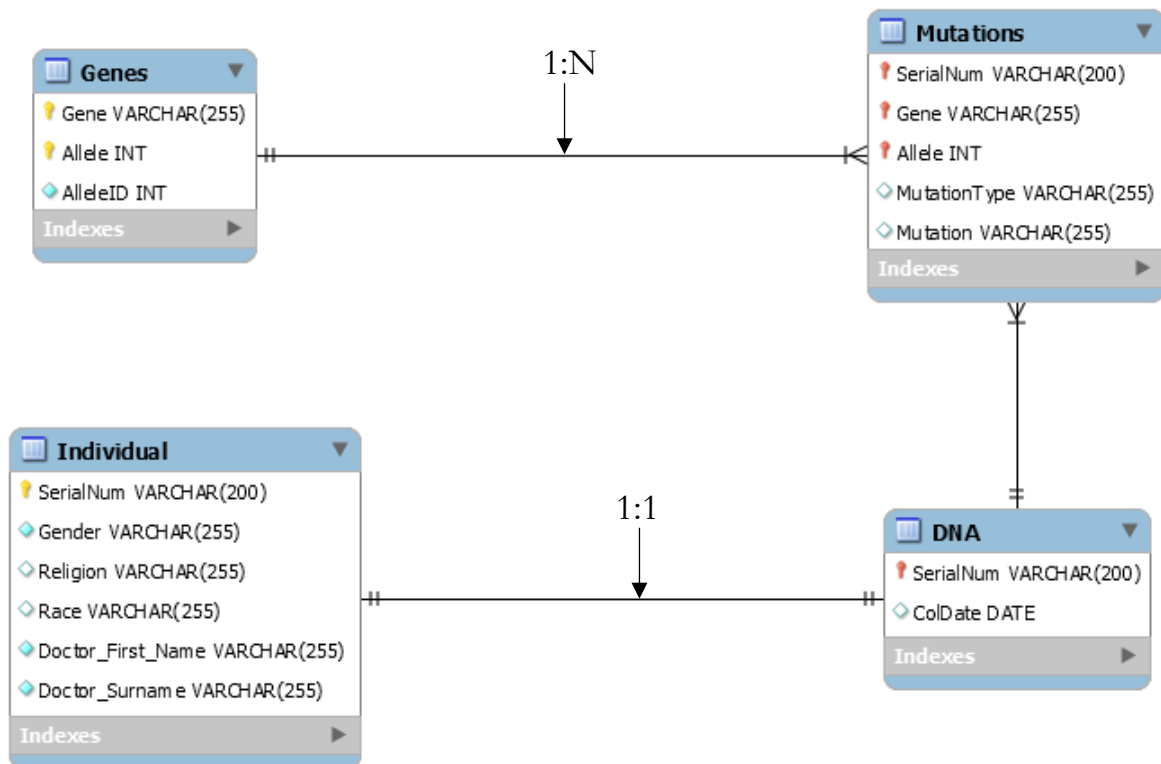 Genes
Gene VARCHAR(255)
Allele INT
AlleleID INT
Indexes
1:N
Mutations
SerialNum VARCHAR(200)
Gene VARCHAR(255)
Allele INT
MutationType VARCHAR(255)
Mutation VARCHAR(255)
Indexes
Individual
SerialNum VARCHAR(200)
Gender VARCHAR(255)
Religion VARCHAR(255)
Race VARCHAR(255)
Doctor_First_Name VARCHAR(255)
Doctor_Surname VARCHAR(255)
Indexes
1:1
DNA
SerialNum VARCHAR(200)
ColDate DATE
Indexes